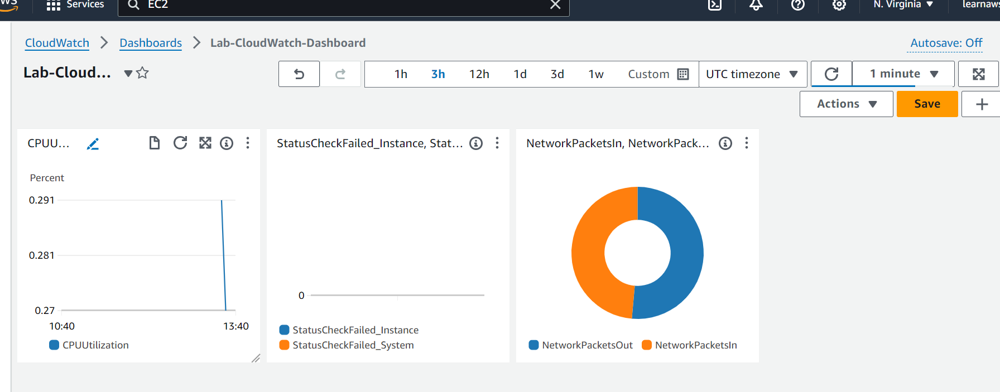 Services
EC2
N. Virginia
CloudWatch
Dashboards
Lab-CloudWatch-Dashboard
Autosave: Off
Lab-Cloud...
1h
3h
12h
1d
3d
1w
Custom
UTC timezone
1 minute
Actions
Save
CPUU...
Percent
0.291
0.281
0.27
10:40
13:40
CPUUtilization
StatusCheckFailed_Instance, Stat...
0
StatusCheckFailed_Instance
StatusCheckFailed_System
NetworkPacketsIn, NetworkPack...
NetworkPacketsOut
NetworkPacketsIn